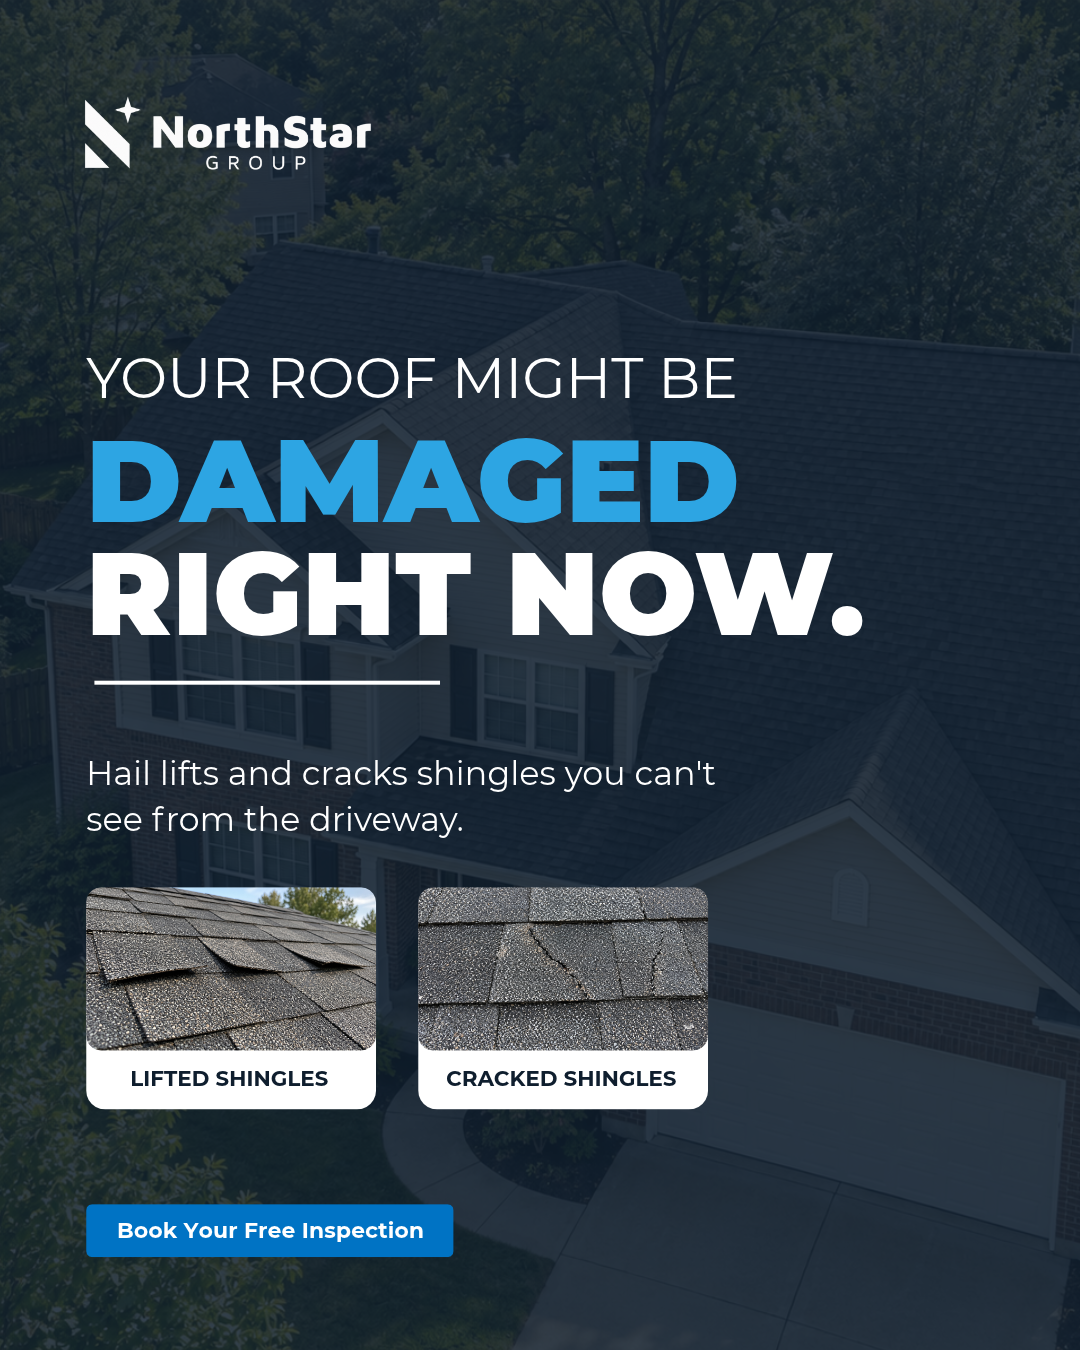 NorthStar
GROUP
YOUR ROOF MIGHT BE
DAMAGED
RIGHT NOW.
Hail lifts and cracks shingles you can't
see from the driveway.
LIFTED SHINGLES
CRACKED SHINGLES
Book Your Free Inspection